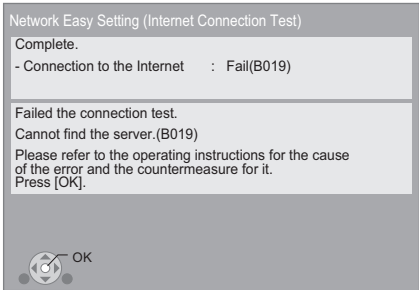 Network Easy Setting (Internet Connection Test)
Complete.
- Connection to the Internet : Fail(B019)
Failed the connection test.
Cannot find the server.(B019)
Please refer to the operating instructions for the cause
of the error and the countermeasure for it.
Press [OK].
OK